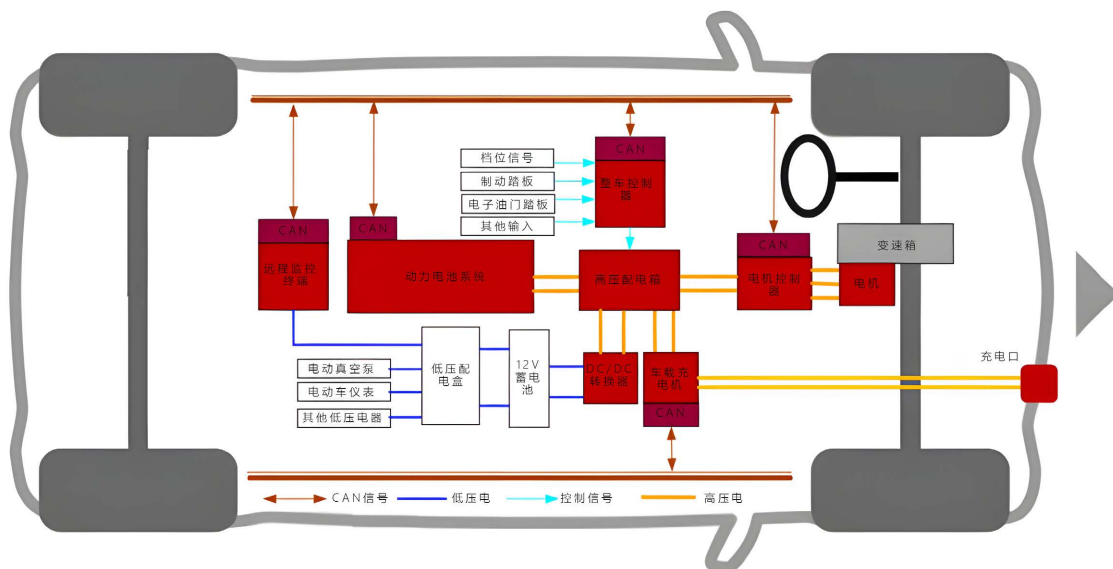 CAN
档位信号
制动踏板
电子油门踏板
其他输入
整车控制
器
CAN
远程监控
终端
CAN
动力电池系统
高压配电箱
CAN
电机控制
器
变速箱
电机
充电口
电动真空泵
电动车仪表
其他低压电器
低压配
电盒
12V
蓄电
池
DC/DC
转换器
车载充
电机
CAN
CAN信号
低压电
控制信号
高压电